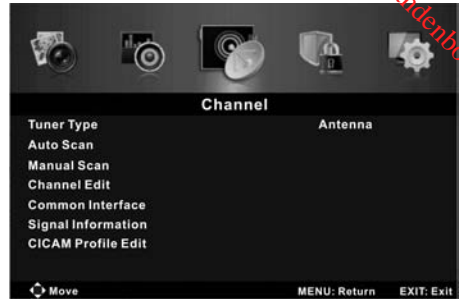 Channel
Tuner Type Antenna
Auto Scan
Manual Scan
Channel Edit
Common Interface
Signal Information
CICAM Profile Edit
Move MENU: Return EXIT: Exit